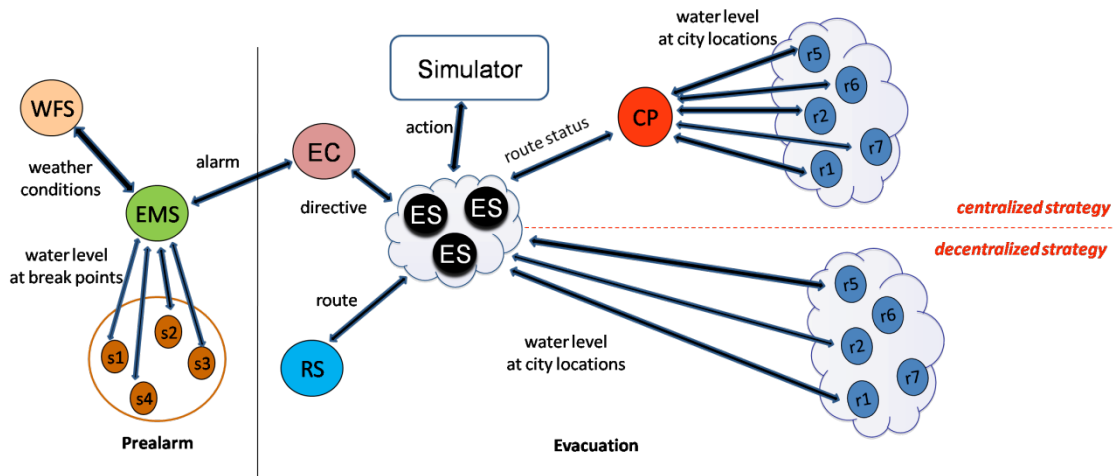 WFS
weather
conditions
EMS
water level
at break points
s1
s2
s3
s4
Prealarm
alarm
EC
directive
Simulator
action
ES
ES
ES
route
RS
route status
CP
water level
at city locations
r5
r6
r2
r7
r1
centralized strategy
decentralized strategy
water level
at city locations
r5
r6
r2
r7
r1
Evacuation